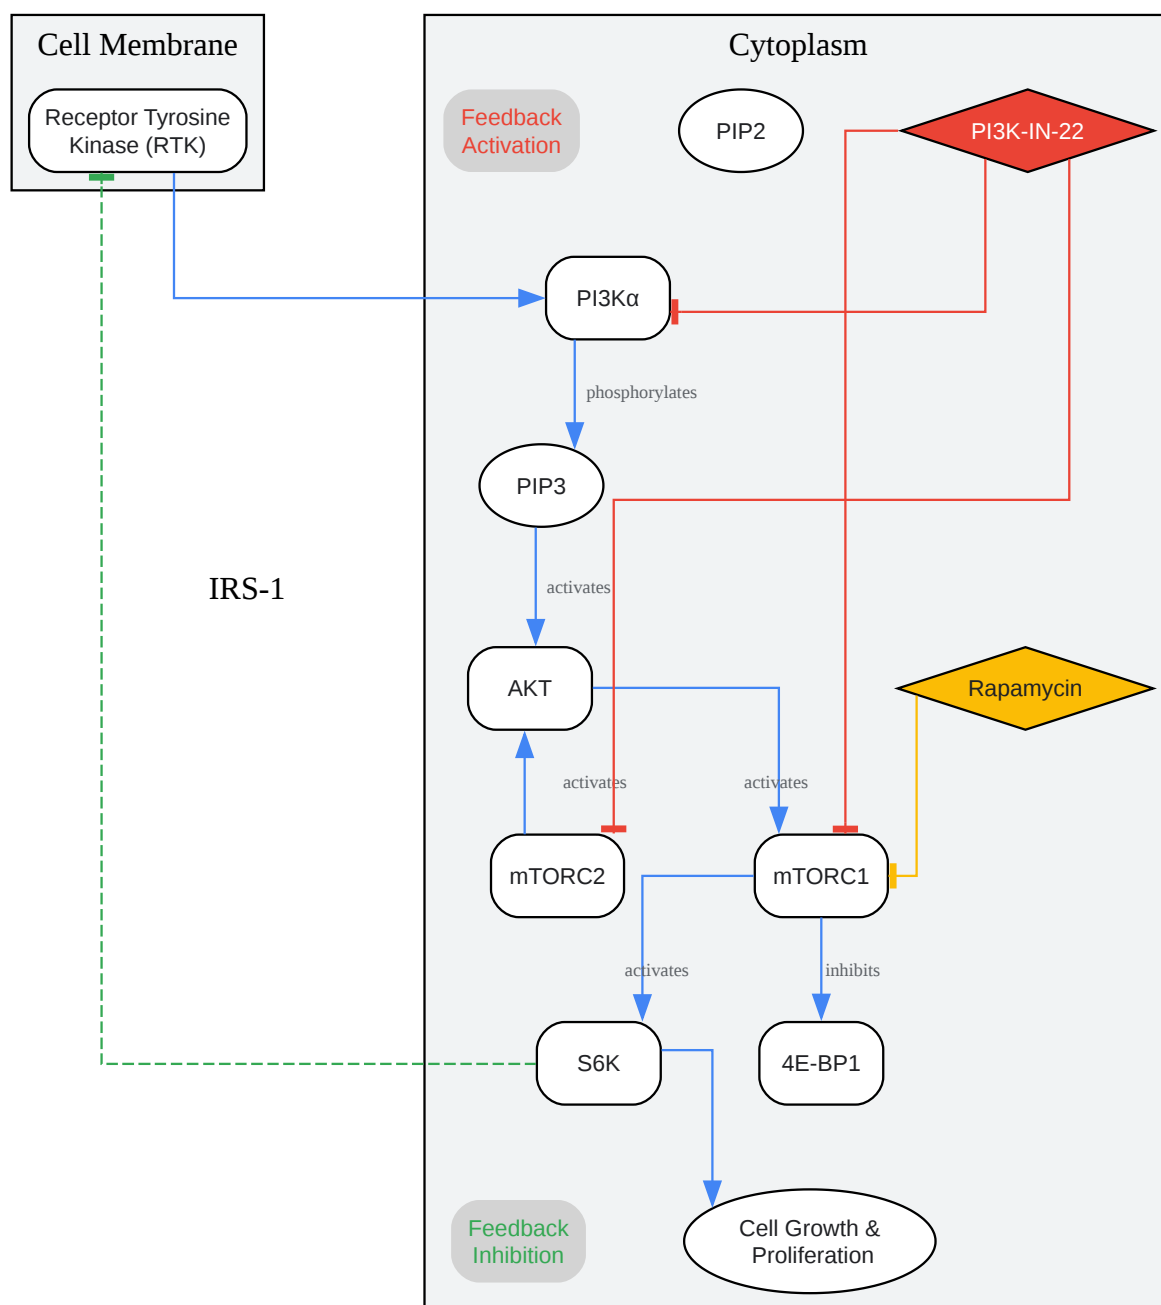 Cell Membrane
Cytoplasm
Receptor Tyrosine
Kinase (RTK)
Feedback
Activation
PIP2
PI3K-IN-22
PI3Kα
phosphorylates
PIP3
activates
IRS-1
AKT
Rapamycin
activates
activates
mTORC2
mTORC1
activates
inhibits
S6K
4E-BP1
Feedback
Inhibition
Cell Growth &
Proliferation